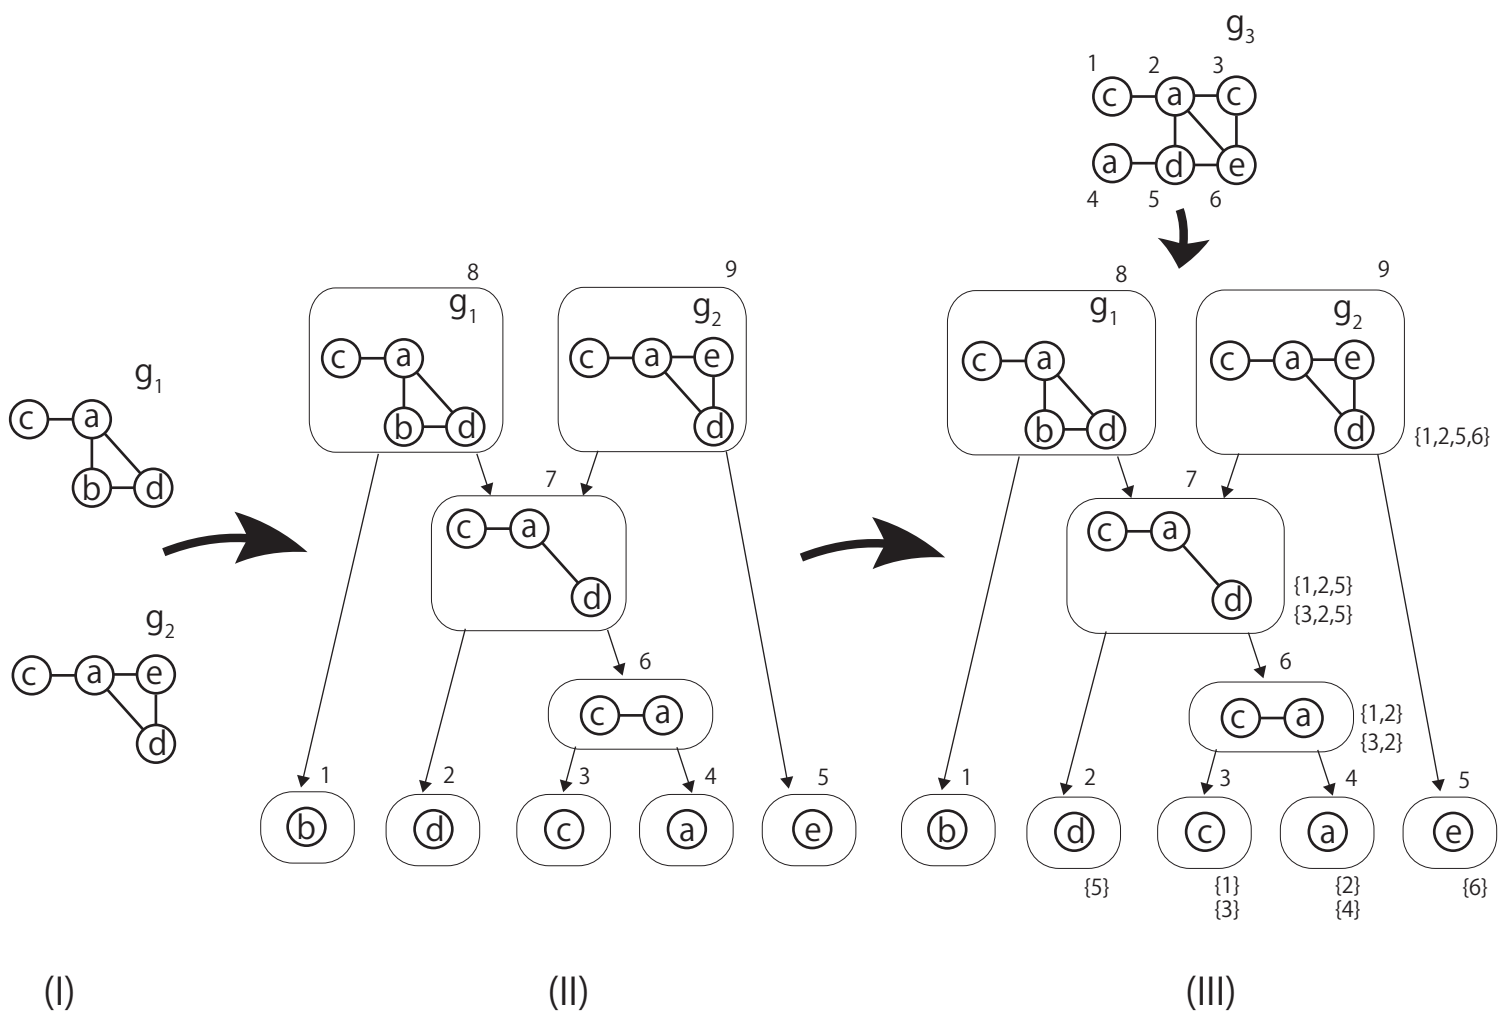 g3
1 2 3
c a c
a d e
4 5 6
8 9
g1 g2
c a c a e
b d d
8 9
g1 g2
c a c a e
b d d
{1,2,5,6}
g1
c a
b d
7
c a
d
7
c a
d
{1,2,5}
{3,2,5}
g2
c a e
d
6
c a
6
c a
{1,2}
{3,2}
1 2 3 4 5
b d c a e
1 2 3 4 5
b d c a e
{5} {1} {2} {6}
{3} {4}
(I) (II) (III)